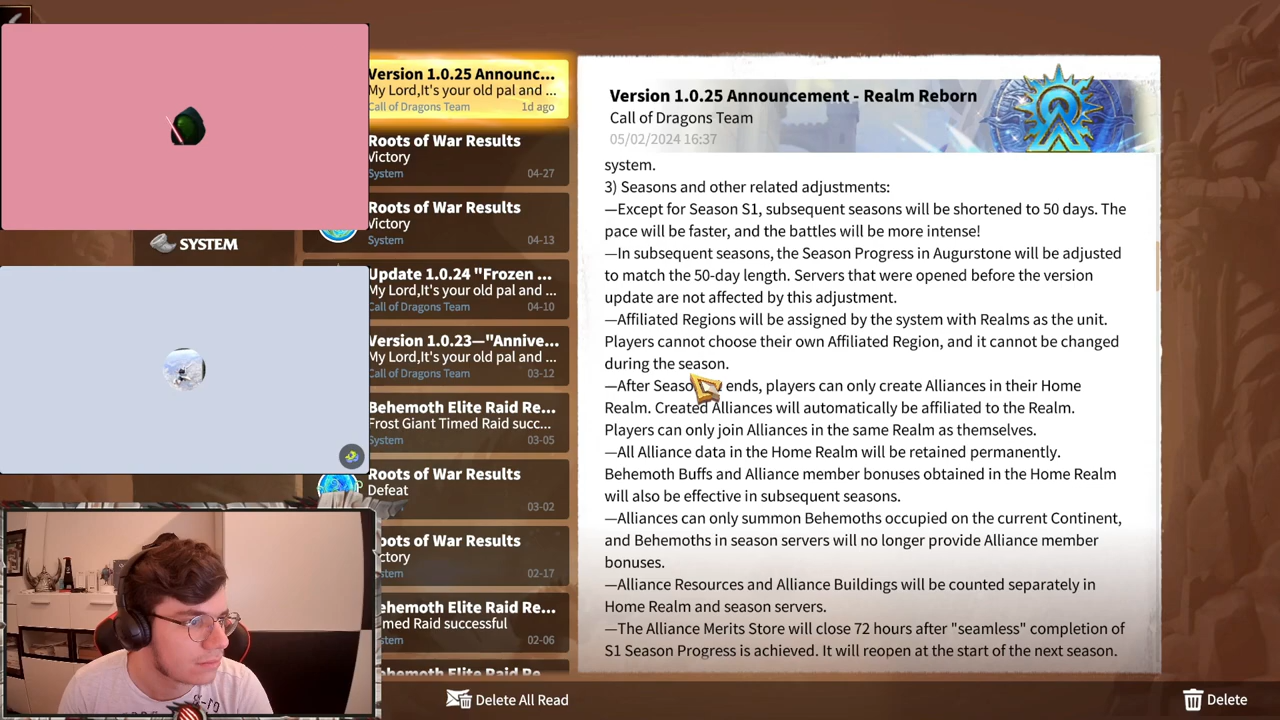 SYSTEM
Version 1.0.25 Announc...
My Lord,It's your old pal and ...
Call of Dragons Team
1d ago
Roots of War Results
Victory
System
04-27
Roots of War Results
Victory
System
04-13
Update 1.0.24 "Frozen ...
My Lord,It's your old pal and ...
Call of Dragons Team
04-10
Version 1.0.23—"Annive...
My Lord,It's your old pal and ...
Call of Dragons Team
03-12
Behemoth Elite Raid Re...
Frost Giant Timed Raid succ...
System
03-05
Roots of War Results
Defeat
03-02
oots of War Results
ictory
stem
02-17
ehemoth Elite Raid Re...
med Raid successful
stem
02-06
ehemoth Elite Raid Re
Delete All Read
Version 1.0.25 Announcement - Realm Reborn
Call of Dragons Team
05/02/2024 16:37
system.
3) Seasons and other related adjustments:
—Except for Season S1, subsequent seasons will be shortened to 50 days. The
pace will be faster, and the battles will be more intense!
—In subsequent seasons, the Season Progress in Augurstone will be adjusted
to match the 50-day length. Servers that were opened before the version
update are not affected by this adjustment.
—Affiliated Regions will be assigned by the system with Realms as the unit.
Players cannot choose their own Affiliated Region, and it cannot be changed
during the season.
—After Seaso ends, players can only create Alliances in their Home
Realm. Created Alliances will automatically be affiliated to the Realm.
Players can only join Alliances in the same Realm as themselves.
—All Alliance data in the Home Realm will be retained permanently.
Behemoth Buffs and Alliance member bonuses obtained in the Home Realm
will also be effective in subsequent seasons.
—Alliances can only summon Behemoths occupied on the current Continent,
and Behemoths in season servers will no longer provide Alliance member
bonuses.
—Alliance Resources and Alliance Buildings will be counted separately in
Home Realm and season servers.
—The Alliance Merits Store will close 72 hours after "seamless" completion of
S1 Season Progress is achieved. It will reopen at the start of the next season.
Delete